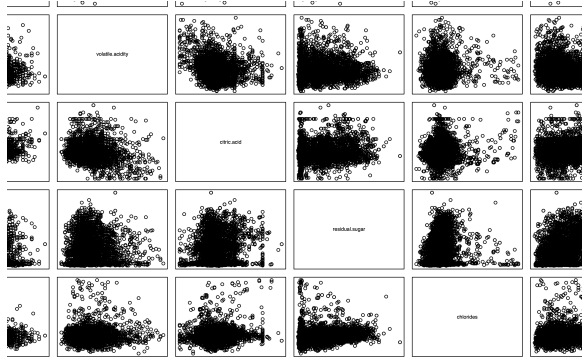 volatile.acidity
citric.acid
residual.sugar
chlorides